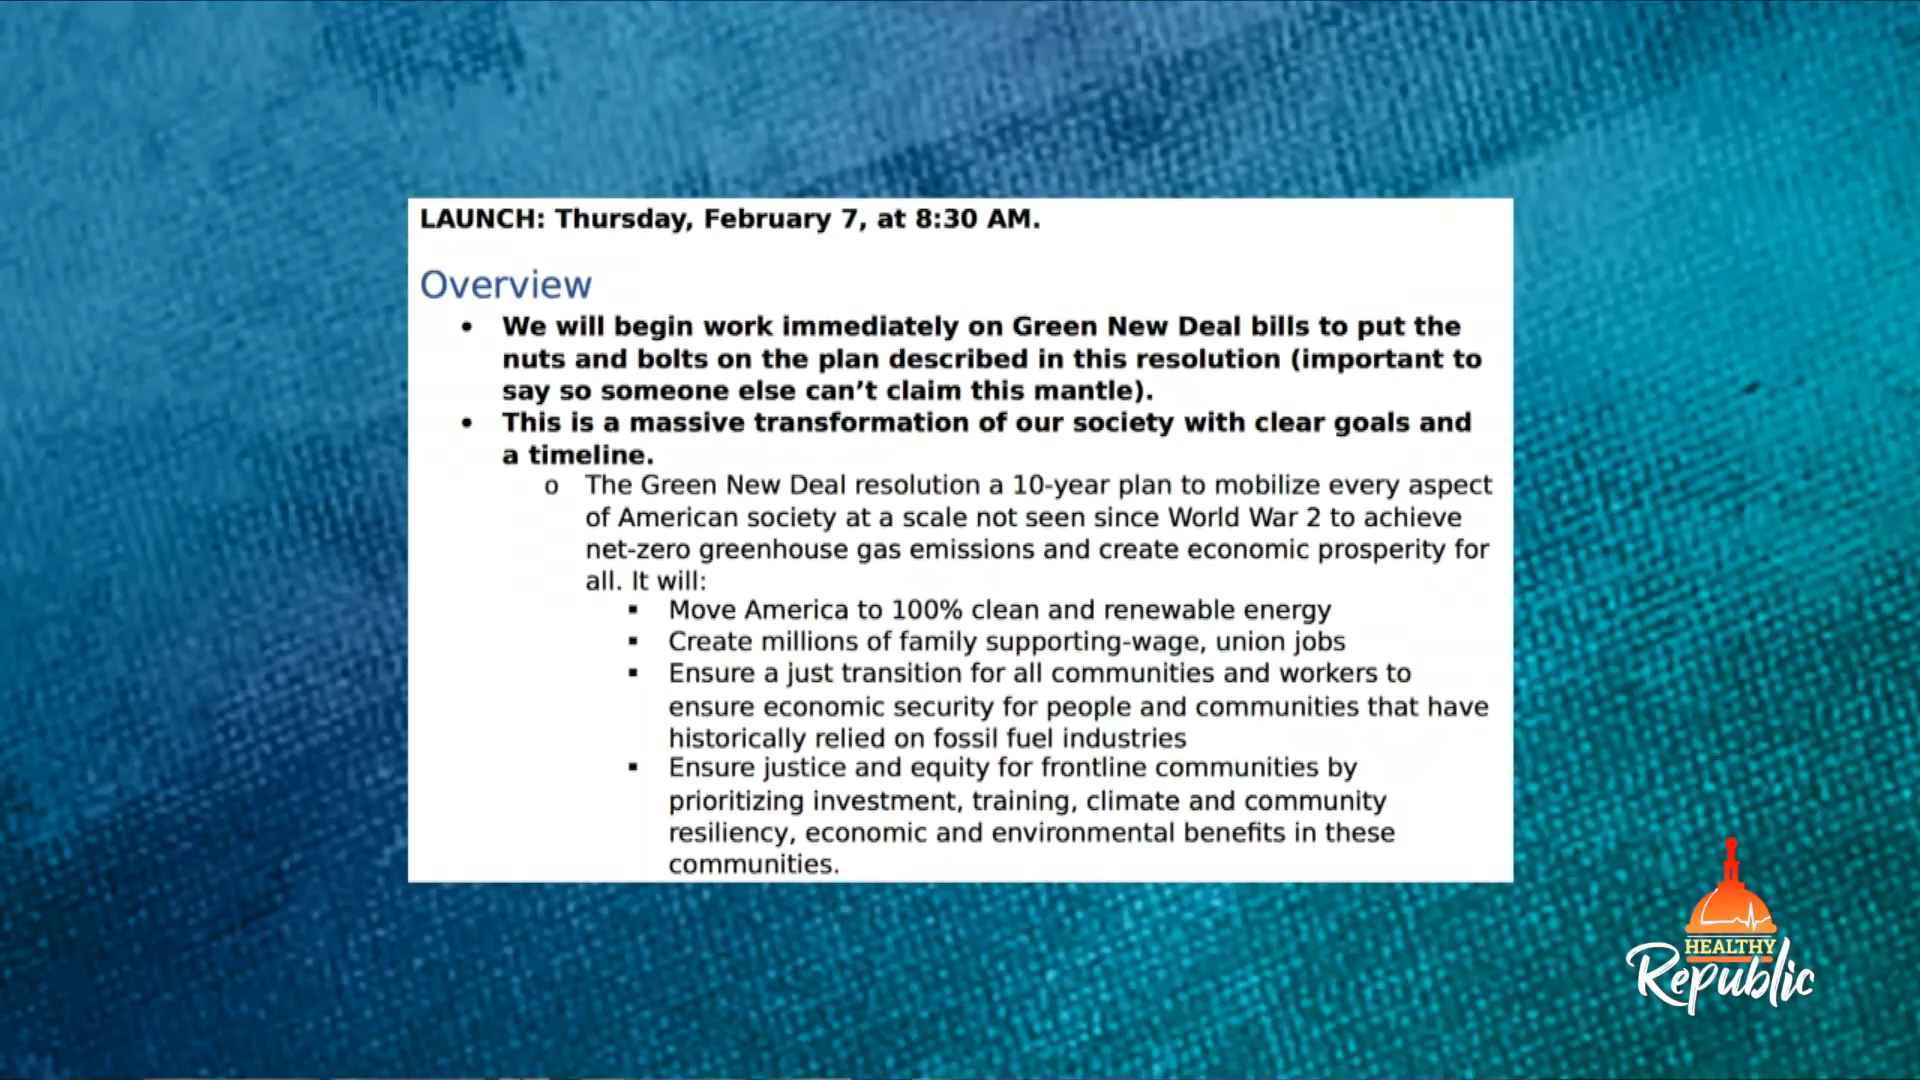 LAUNCH: Thursday, February 7, at 8:30 AM.
Overview
• We will begin work immediately on Green New Deal bills to put the
nuts and bolts on the plan described in this resolution (important to
say so someone else can’t claim this mantle).
• This is a massive transformation of our society with clear goals and
a timeline.
o The Green New Deal resolution a 10-year plan to mobilize every aspect
of American society at a scale not seen since World War 2 to achieve
net-zero greenhouse gas emissions and create economic prosperity for
all. It will:
▪ Move America to 100% clean and renewable energy
▪ Create millions of family supporting-wage, union jobs
▪ Ensure a just transition for all communities and workers to
ensure economic security for people and communities that have
historically relied on fossil fuel industries
▪ Ensure justice and equity for frontline communities by
prioritizing investment, training, climate and community
resiliency, economic and environmental benefits in these
communities.
HEALTHY
Republic